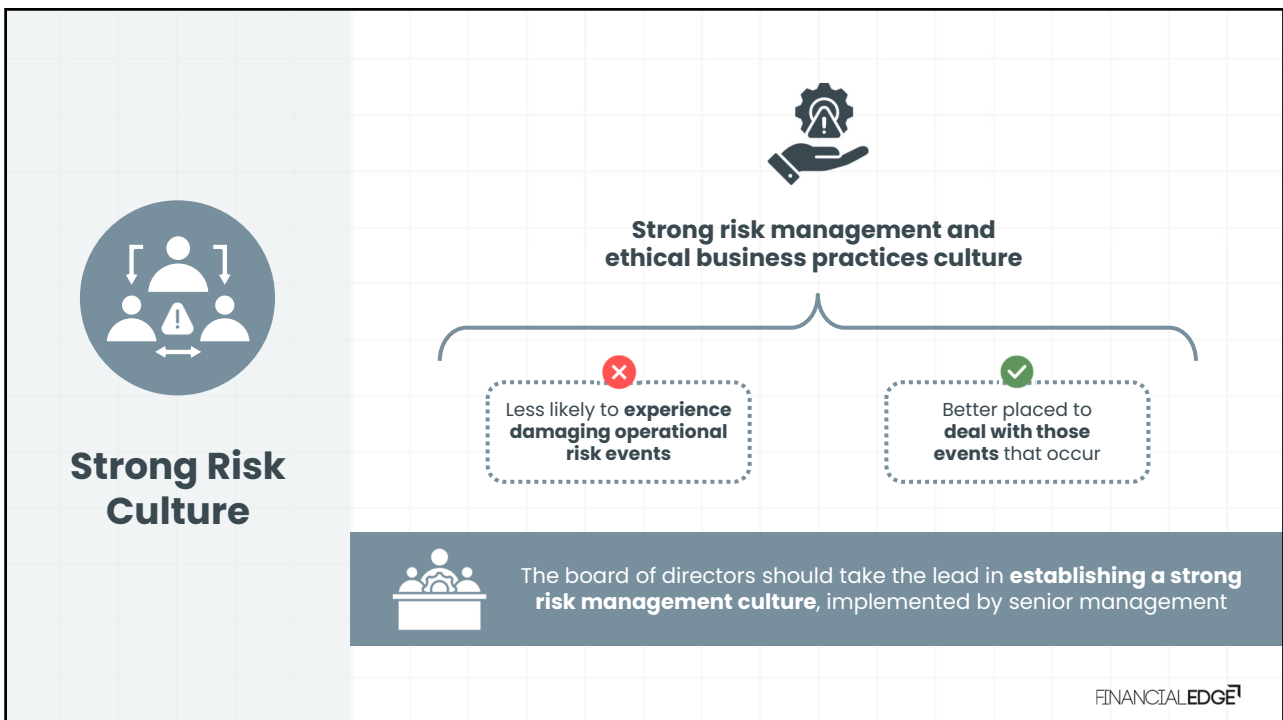 Strong Risk
Culture
Strong risk management and
ethical business practices culture
Less likely to experience
damaging operational
risk events
Better placed to
deal with those
events that occur
The board of directors should take the lead in establishing a strong
risk management culture, implemented by senior management
FINANCIALEDGE